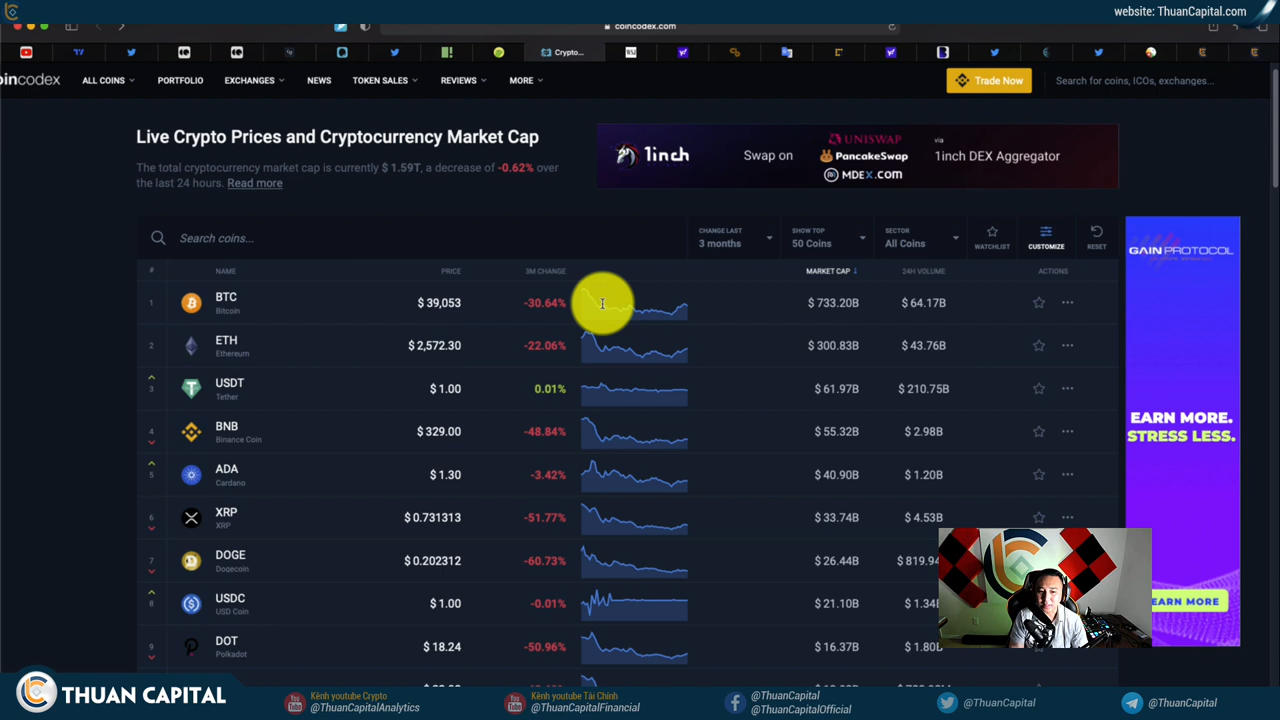 website: ThuanCapital.com
coincodex.com
Crypto...
incodex
ALL COINS
PORTFOLIO
EXCHANGES
NEWS
TOKEN SALES
REVIEWS
MORE
Trade Now
Search for coins, ICOs, exchanges...
Live Crypto Prices and Cryptocurrency Market Cap
The total cryptocurrency market cap is currently $ 1.59T, a decrease of -0.62% over
the last 24 hours. Read more
1inch
Swap on
UNISWAP
PancakeSwap
MDEX.COM
via
1inch DEX Aggregator
Search coins...
CHANGE LAST
3 months
SHOW TOP
50 Coins
SECTOR
All Coins
WATCHLIST
CUSTOMIZE
RESET
# NAME PRICE 3M CHANGE MARKET CAP ↓ 24H VOLUME ACTIONS
1 BTC $ 39,053 -30.64% $ 733.20B $ 64.17B
Bitcoin
2 ETH $ 2,572.30 -22.06% $ 300.83B $ 43.76B
Ethereum
3 USDT $ 1.00 0.01% $ 61.97B $ 210.75B
Tether
4 BNB $ 329.00 -48.84% $ 55.32B $ 2.98B
Binance Coin
5 ADA $ 1.30 -3.42% $ 40.90B $ 1.20B
Cardano
6 XRP $ 0.731313 -51.77% $ 33.74B $ 4.53B
XRP
7 DOGE $ 0.202312 -60.73% $ 26.44B $ 819.94
Dogecoin
8 USDC $ 1.00 -0.01% $ 21.10B $ 1.34
USD Coin
9 DOT $ 18.24 -50.96% $ 16.37B $ 1.80
Polkadot
GAIN PROTOCOL
EARN MORE.
STRESS LESS.
EARN MORE
THUAN CAPITAL
Kênh youtube Crypto
@ThuanCapitalAnalytics
Kênh youtube Tài Chính
@ThuanCapitalFinancial
@ThuanCapital
@ThuanCapitalOfficial
@ThuanCapital
@ThuanCapital